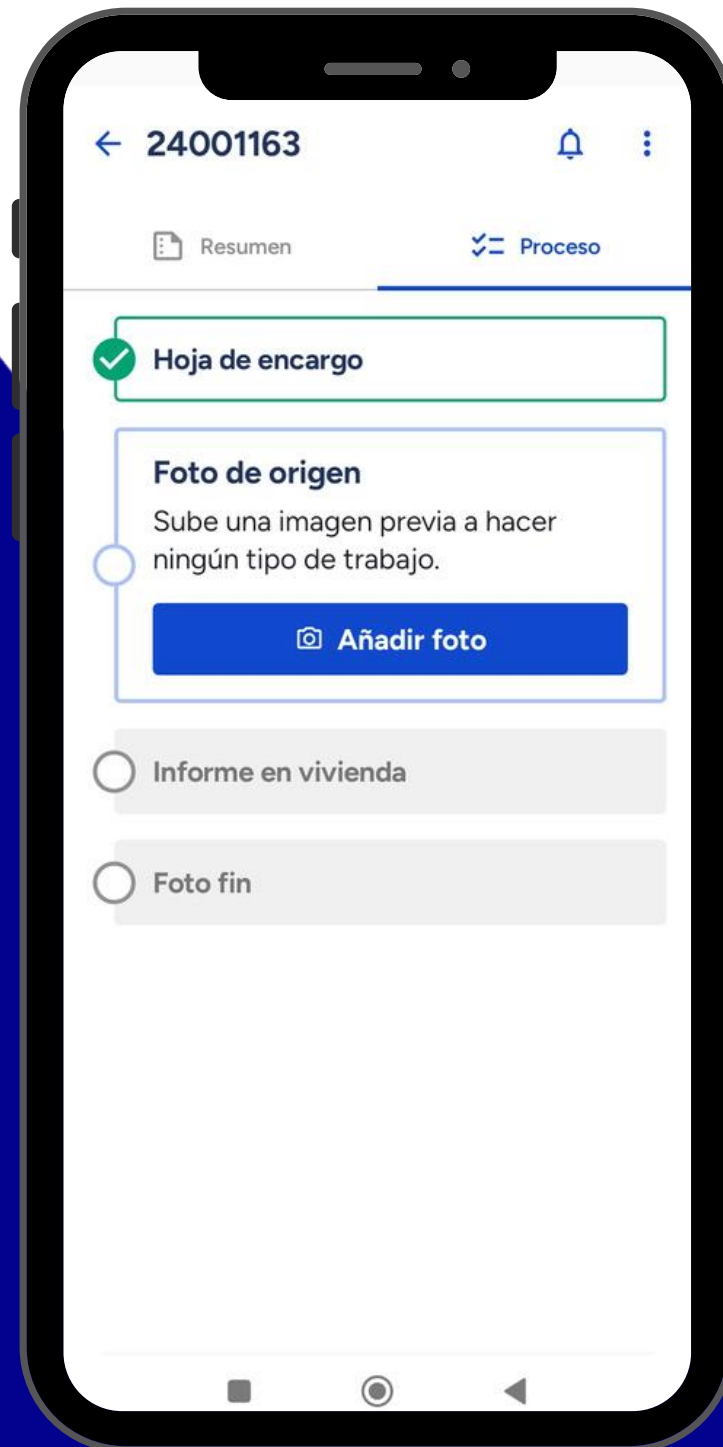 24001163
Resumen
Proceso
Hoja de encargo
Foto de origen
Sube una imagen previa a hacer
ningún tipo de trabajo.
Añadir foto
Informe en vivienda
Foto fin